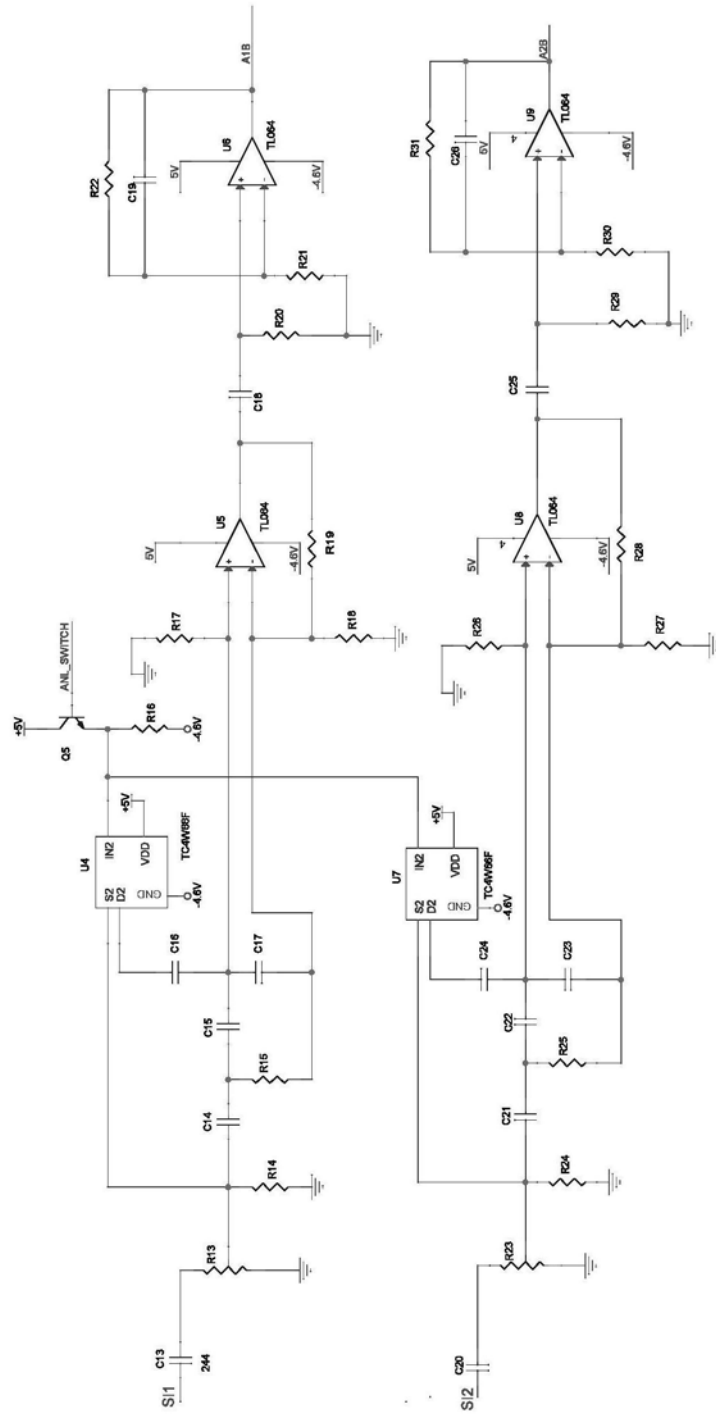 SI1
C13
244
R13
R14
C14
R15
C15
C16
C17
U4
S2
D2
IN2
VDD
GND
+5V
-4.6V
TC4W66F
+5V
Q5
ANL_SWITCH
R16
-4.6V
R17
R18
R19
5V
U5
+
-
TL064
-4.6V
C18
R20
R21
R22
C19
5V
U6
+
-
TL064
-4.6V
A1B
SI2
C20
R23
R24
C21
R25
C22
C24
C23
U7
S2
D2
IN2
VDD
GND
+5V
-4.6V
TC4W66F
R26
R27
R28
5V
4
U8
+
-
TL064
-4.6V
C25
R29
R30
R31
C26
5V
4
U9
+
-
TL064
-4.6V
A2B